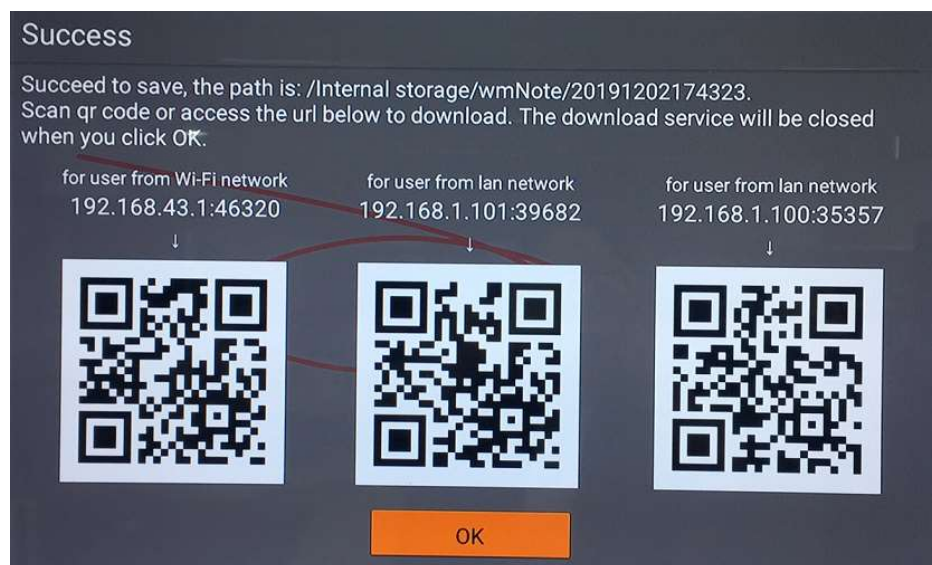 Success
Succeed to save, the path is: /Internal storage/wmNote/20191202174323.
Scan qr code or access the url below to download. The download service will be closed
when you click OK.
for user from Wi-Fi network
192.168.43.1:46320
↓
for user from lan network
192.168.1.101:39682
↓
for user from lan network
192.168.1.100:35357
↓
OK